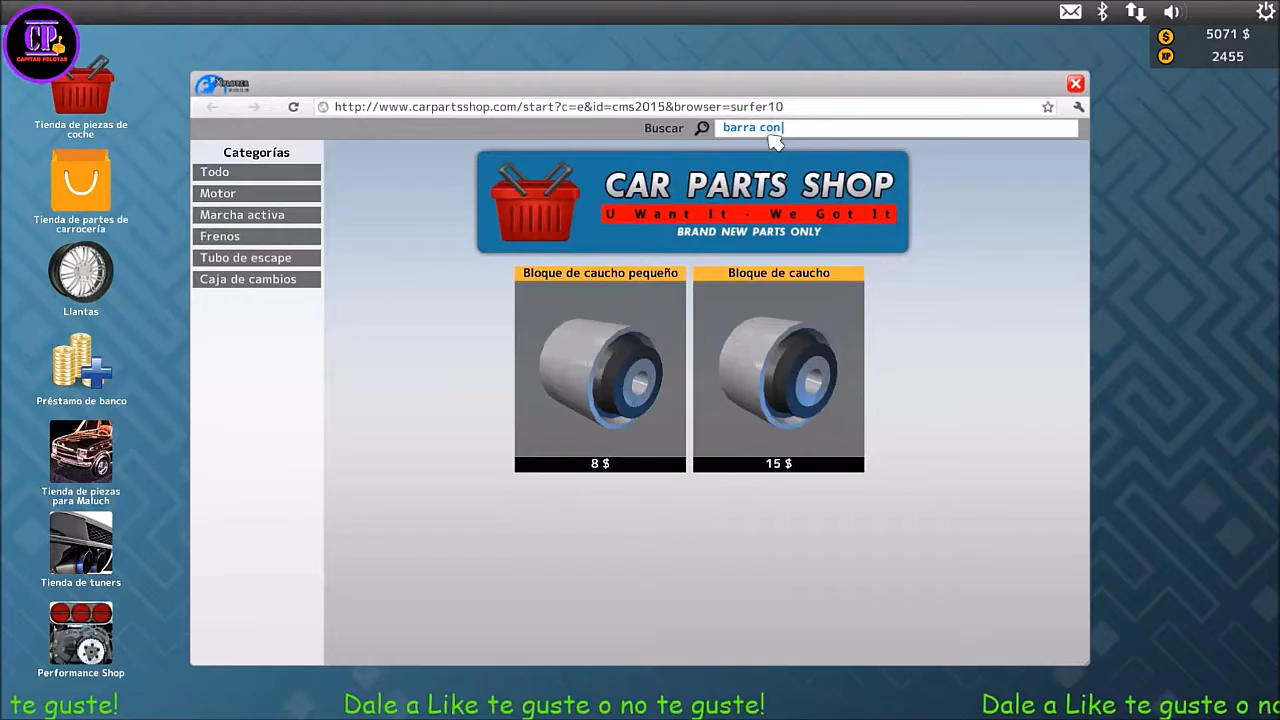 CP
CAPITAN PELOTAS
5071 $
XP
2455
Tienda de piezas de
coche
Tienda de partes de
carrocería
Llantas
Préstamo de banco
Tienda de piezas
para Maluch
Tienda de tuners
Performance Shop
http://www.carpartsshop.com/start?c=e&id=cms2015&browser=surfer10
Buscar
barra con
Categorías
Todo
Motor
Marcha activa
Frenos
Tubo de escape
Caja de cambios
CAR PARTS SHOP
U Want It - We Got It
BRAND NEW PARTS ONLY
Bloque de caucho pequeño
8 $
Bloque de caucho
15 $
te guste! Dale a Like te guste o no te guste! Dale a Like te guste o no